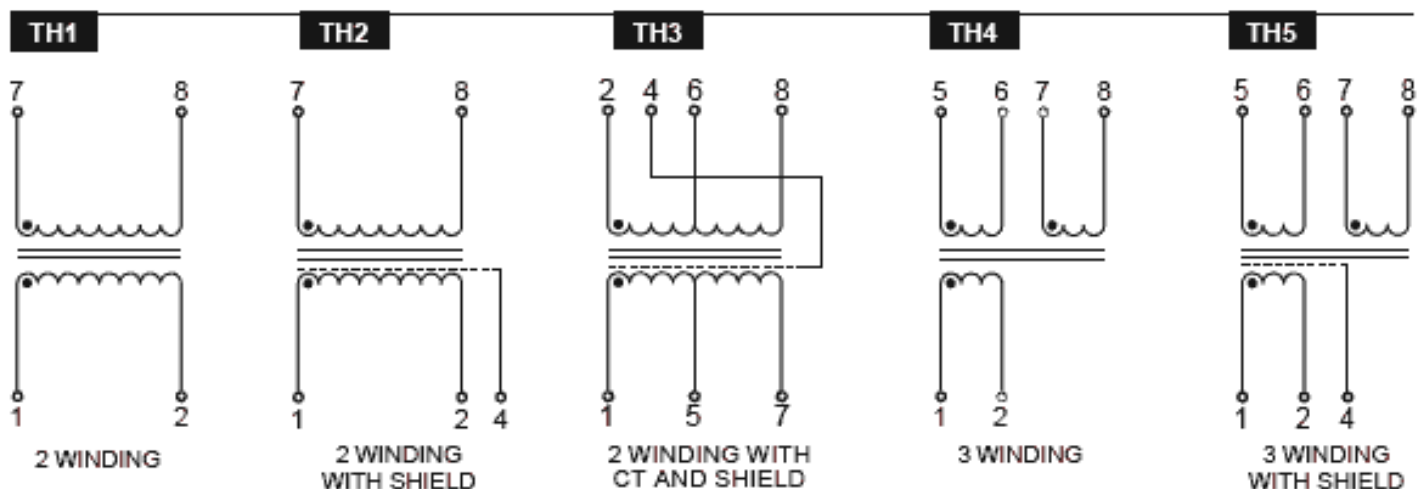 TH1 TH2 TH3 TH4 TH5
7 8 7 8 2 4 6 8 5 6 7 8 5 6 7 8
1 2 1 2 4 1 5 7 1 2 1 2 4
2 WINDING
2 WINDING
WITH SHIELD
2 WINDING WITH
CT AND SHIELD
3 WINDING
3 WINDING
WITH SHIELD